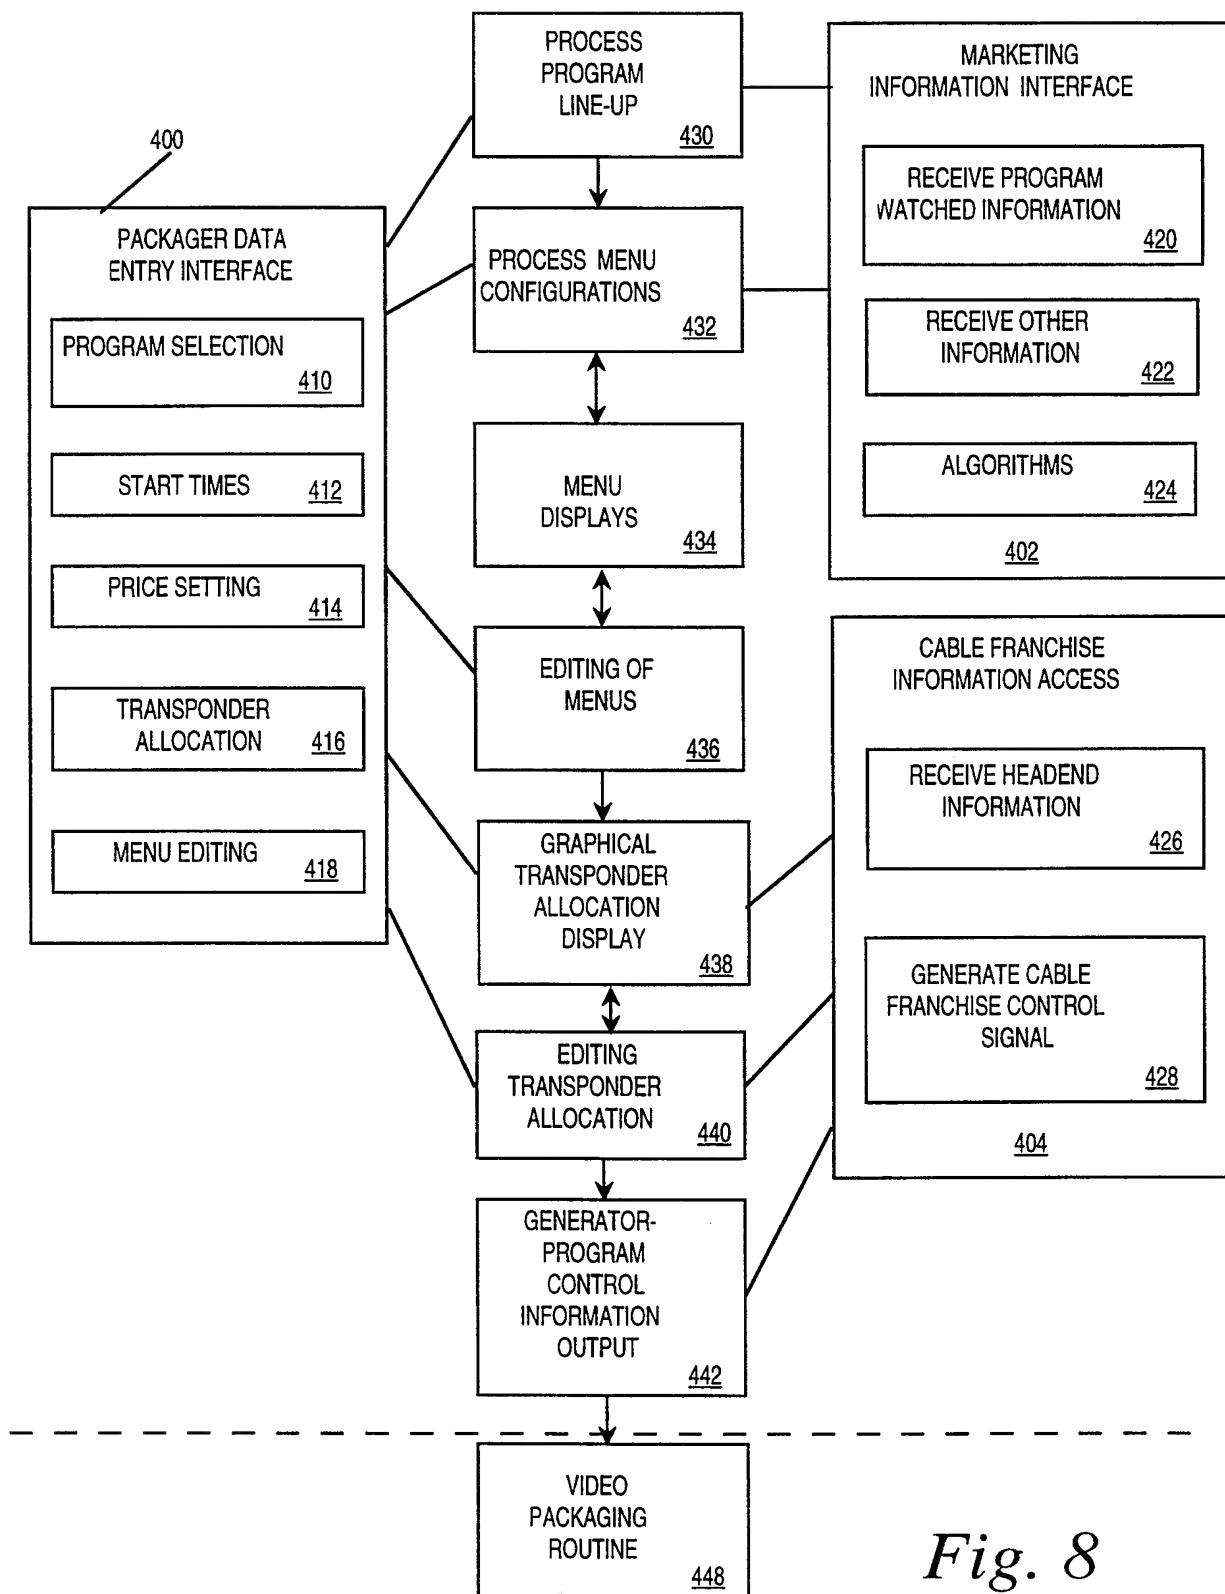 PROCESS
PROGRAM
LINE-UP
430
MARKETING
INFORMATION INTERFACE
RECEIVE PROGRAM
WATCHED INFORMATION
420
RECEIVE OTHER
INFORMATION
422
ALGORITHMS
424
402
400
PACKAGER DATA
ENTRY INTERFACE
PROGRAM SELECTION
410
START TIMES
412
PRICE SETTING
414
TRANSPONDER
ALLOCATION
416
MENU EDITING
418
PROCESS MENU
CONFIGURATIONS
432
MENU
DISPLAYS
434
EDITING OF
MENUS
436
GRAPHICAL
TRANSPONDER
ALLOCATION
DISPLAY
438
EDITING
TRANSPONDER
ALLOCATION
440
CABLE FRANCHISE
INFORMATION ACCESS
RECEIVE HEADEND
INFORMATION
426
GENERATE CABLE
FRANCHISE CONTROL
SIGNAL
428
404
GENERATOR-
PROGRAM
CONTROL
INFORMATION
OUTPUT
442
VIDEO
PACKAGING
ROUTINE
448
Fig. 8